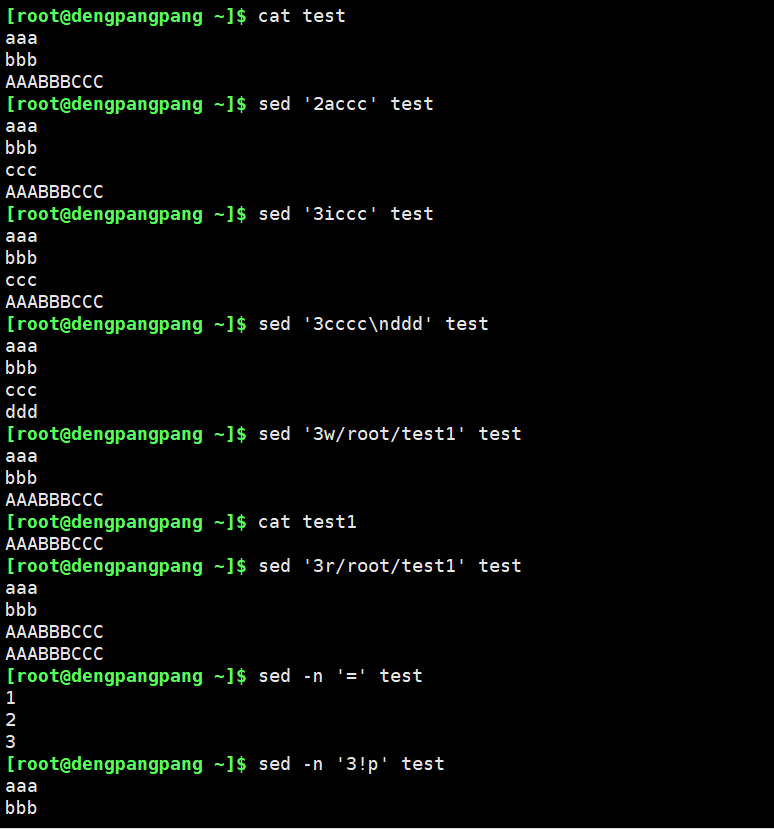 [root@dengpangpang ~]$ cat test
aaa
bbb
AAABBBCCC
[root@dengpangpang ~]$ sed '2accc' test
aaa
bbb
ccc
AAABBBCCC
[root@dengpangpang ~]$ sed '3iccc' test
aaa
bbb
ccc
AAABBBCCC
[root@dengpangpang ~]$ sed '3cccc\nddd' test
aaa
bbb
ccc
ddd
[root@dengpangpang ~]$ sed '3w/root/test1' test
aaa
bbb
AAABBBCCC
[root@dengpangpang ~]$ cat test1
AAABBBCCC
[root@dengpangpang ~]$ sed '3r/root/test1' test
aaa
bbb
AAABBBCCC
AAABBBCCC
[root@dengpangpang ~]$ sed -n '=' test
1
2
3
[root@dengpangpang ~]$ sed -n '3!p' test
aaa
bbb